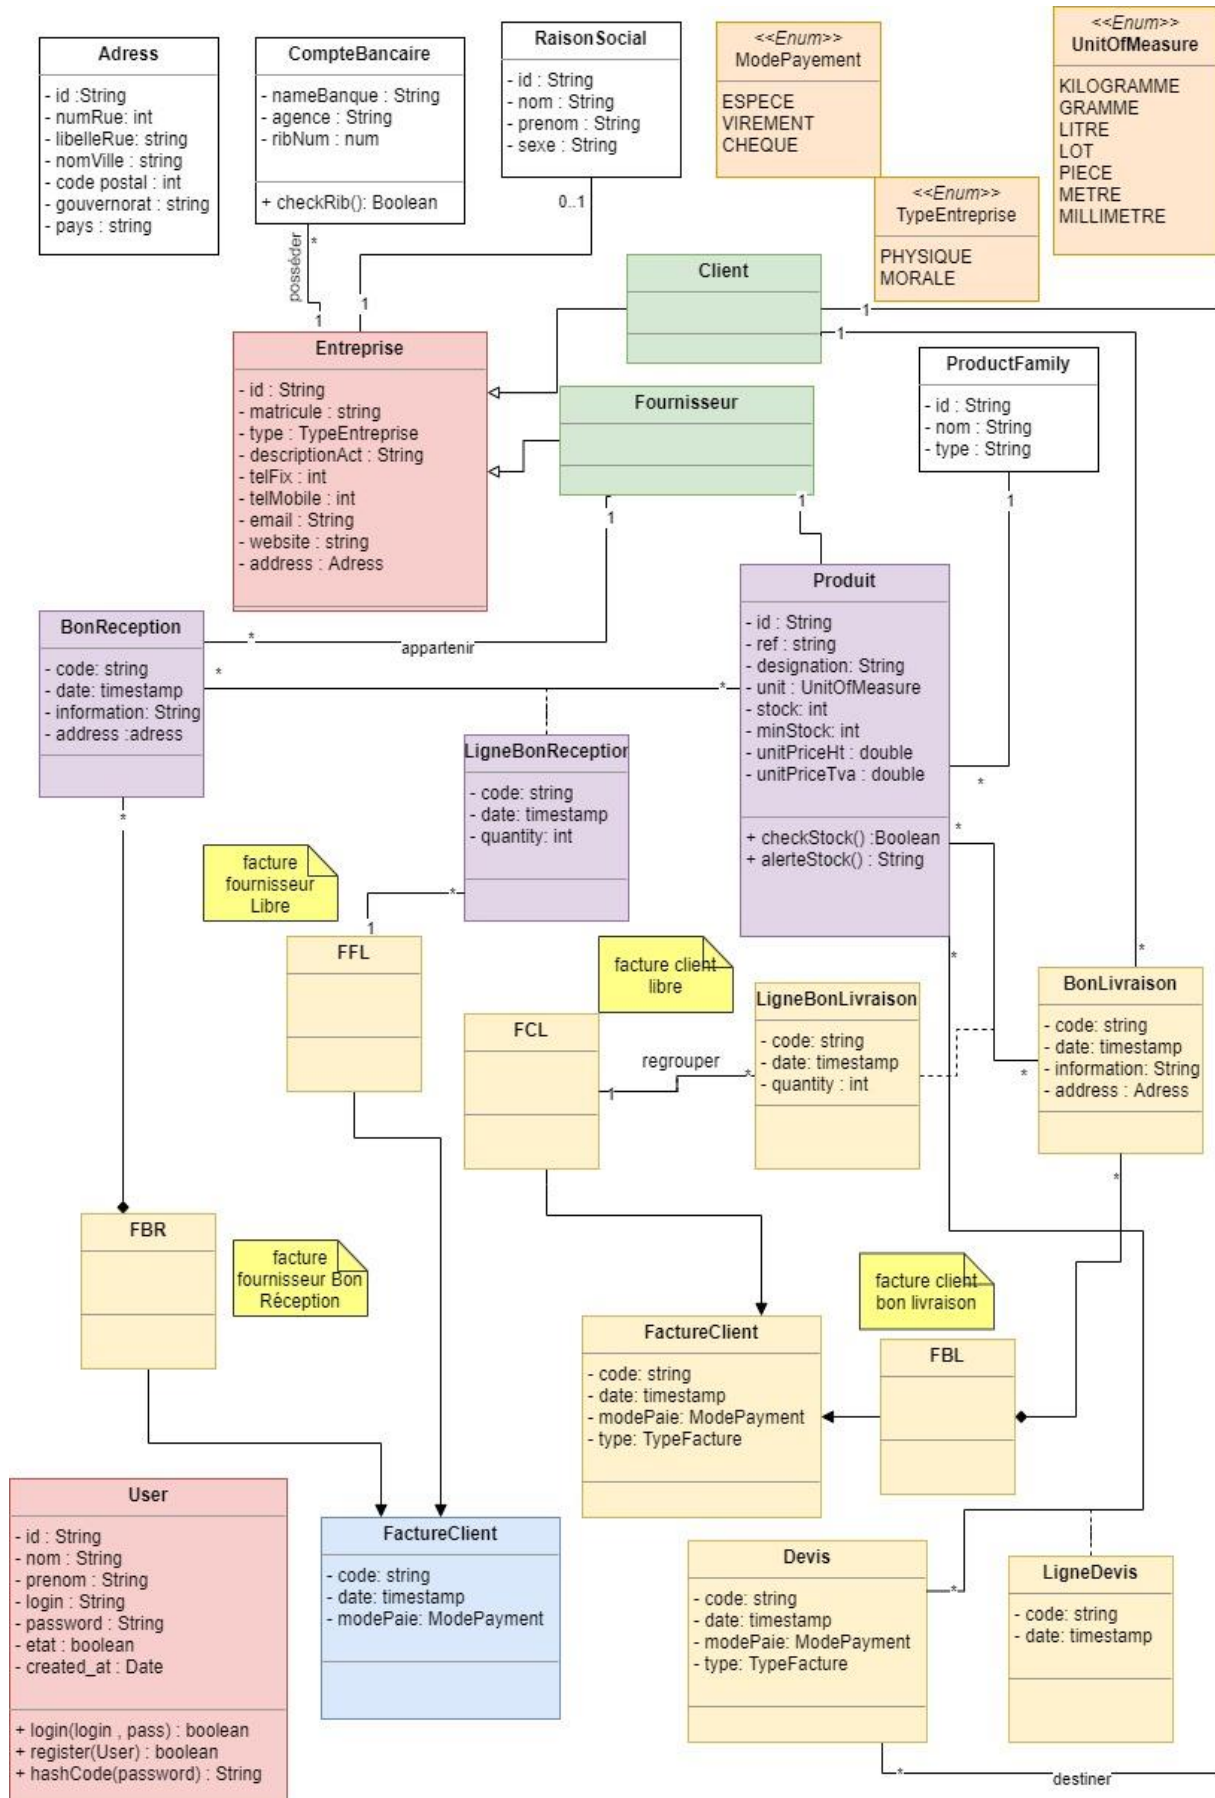 Adress
- id :String
- numRue: int
- libelleRue: string
- nomVille : string
- code postal : int
- gouvernorat : string
- pays : string
CompteBancaire
- nameBanque : String
- agence : String
- ribNum : num
+ checkRib(): Boolean
RaisonSocial
- id : String
- nom : String
- prenom : String
- sexe : String
<<Enum>>
ModePayement
ESPECE
VIREMENT
CHEQUE
<<Enum>>
UnitOfMeasure
KILOGRAMME
GRAMME
LITRE
LOT
PIECE
METRE
MILLIMETRE
<<Enum>>
TypeEntreprise
PHYSIQUE
MORALE
posséder
*
1
0..1
1
Client
1
1
Entreprise
- id : String
- matricule : string
- type : TypeEntreprise
- descriptionAct : String
- telFix : int
- telMobile : int
- email : String
- website : string
- address : Adress
Fournisseur
1
1
ProductFamily
- id : String
- nom : String
- type : String
1
BonReception
- code: string
- date: timestamp
- information: String
- address :adress
*
appartenir
*
*
*
Produit
- id : String
- ref : string
- designation: String
- unit : UnitOfMeasure
- stock: int
- minStock: int
- unitPriceHt : double
- unitPriceTva : double
+ checkStock() :Boolean
+ alerteStock() : String
*
*
*
LigneBonReception
- code: string
- date: timestamp
- quantity: int
facture
fournisseur
Libre
*
1
FFL
facture client
libre
FCL
regrouper
1
*
LigneBonLivraison
- code: string
- date: timestamp
- quantity : int
*
*
BonLivraison
- code: string
- date: timestamp
- information: String
- address : Adress
*
FBR
facture
fournisseur Bon
Réception
facture client
bon livraison
FactureClient
- code: string
- date: timestamp
- modePaie: ModePayment
- type: TypeFacture
FBL
User
- id : String
- nom : String
- prenom : String
- login : String
- password : String
- etat : boolean
- created_at : Date
+ login(login , pass) : boolean
+ register(User) : boolean
+ hashCode(password) : String
FactureClient
- code: string
- date: timestamp
- modePaie: ModePayment
Devis
- code: string
- date: timestamp
- modePaie: ModePayment
- type: TypeFacture
*
LigneDevis
- code: string
- date: timestamp
*
destiner